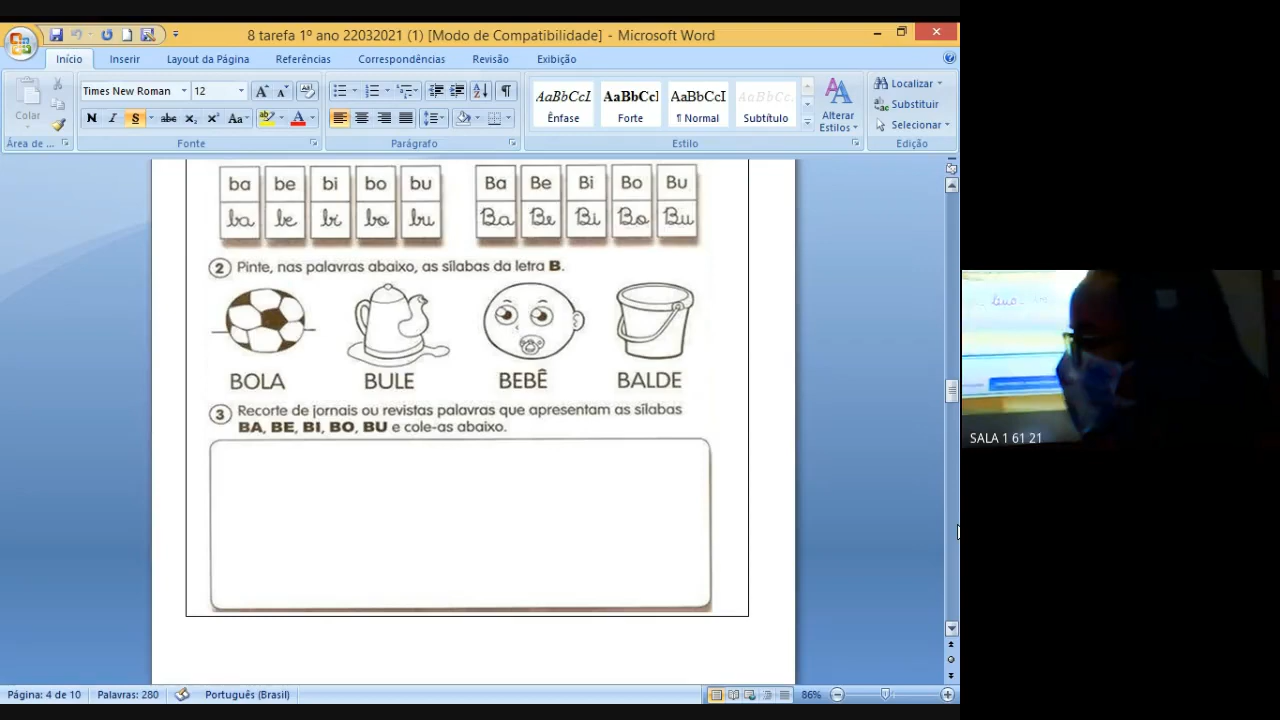 8 tarefa 1º ano 22032021 (1) [Modo de Compatibilidade] - Microsoft Word
Início Inserir Layout da Página Referências Correspondências Revisão Exibição
Colar
Times New Roman 12
N I S abc x₂ x² Aa
AaBbCcI AaBbCcI AaBbCcI AaBbCc
Ênfase Forte ¶ Normal Subtítulo
Alterar Estilos
Localizar
Substituir
Selecionar
Área de ... Fonte Parágrafo Estilo Edição
ba be bi bo bu Ba Be Bi Bo Bu
ba be bi bo bu Ba Be Bi Bo Bu
2 Pinte, nas palavras abaixo, as sílabas da letra B.
BOLA BULE BEBÊ BALDE
3 Recorte de jornais ou revistas palavras que apresentam as sílabas
BA, BE, BI, BO, BU e cole-as abaixo.
SALA 1 61 21
Página: 4 de 10 Palavras: 280 Português (Brasil) 86%